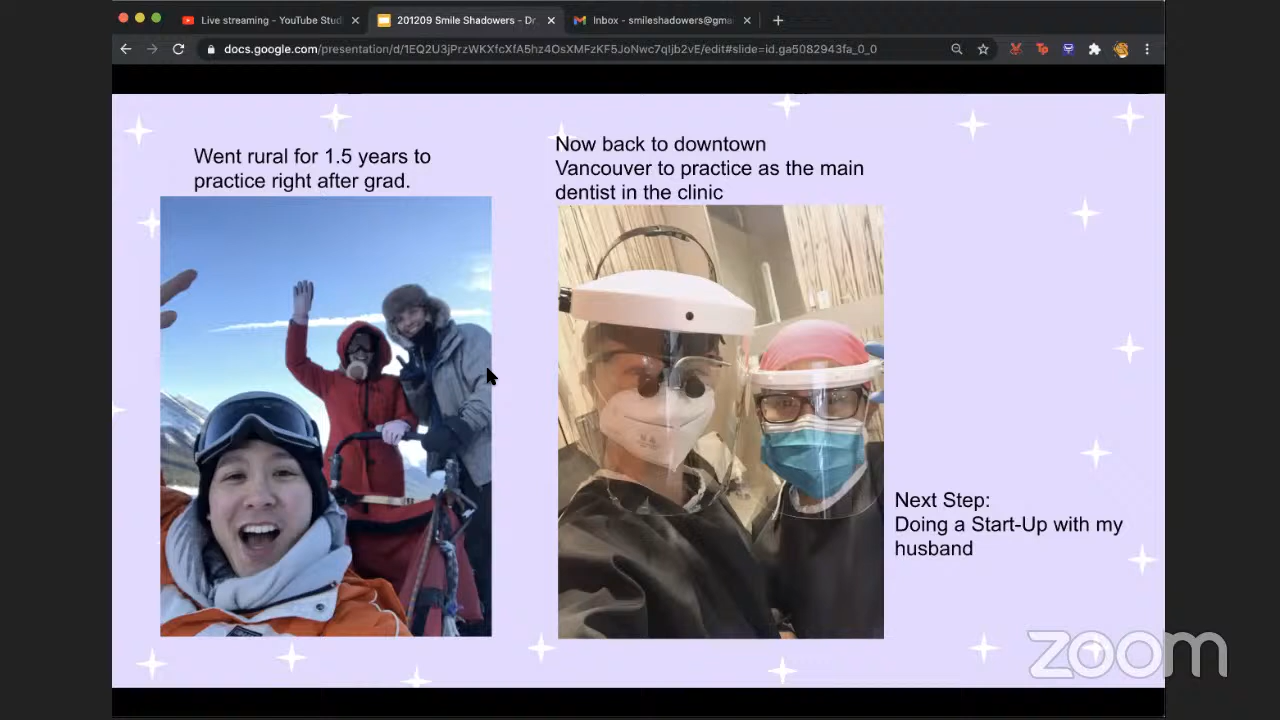 Live streaming - YouTube Stud
201209 Smile Shadowers - Dr
Inbox - smileshadowers@gma
docs.google.com/presentation/d/1EQ2U3jPrzWKXfcXfA5hz4OsXMFzKF5JoNwc7qIjb2vE/edit#slide=id.ga5082943fa_0_0
Went rural for 1.5 years to
practice right after grad.
Now back to downtown
Vancouver to practice as the main
dentist in the clinic
Next Step:
Doing a Start-Up with my
husband
zoom